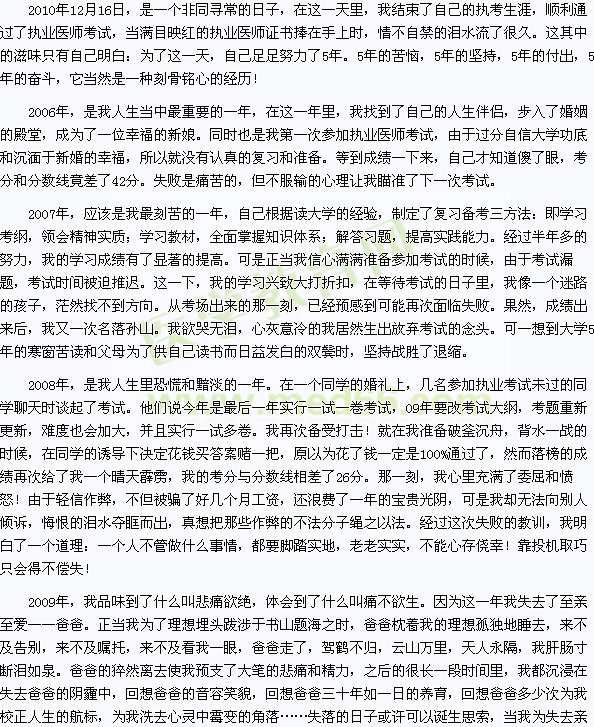 2010年12月16日，是一个非同寻常的日子，在这一天里，我结束了自己的执考生涯，顺利通
过了执业医师考试，当满目映红的执业医师证书捧在手上时，情不自禁的泪水流了很久。这其中
的滋味只有自己明白：为了这一天，自己足足努力了5年。5年的苦恼，5年的坚持，5年的付出，5
年的奋斗，它当然是一种刻骨铭心的经历！
2006年，是我人生当中最重要的一年，在这一年里，我找到了自己的人生伴侣，步入了婚姻
的殿堂，成为了一位幸福的新娘。同时也是我第一次参加执业医师考试，由于过分自信大学功底
和沉湎于新婚的幸福，所以就没有认真的复习和准备。等到成绩一下来，自己才知道傻了眼，考
分和分数线竟差了42分。失败是痛苦的，但不服输的心理让我瞄准了下一次考试。
2007年，应该是我最刻苦的一年，自己根据读大学的经验，制定了复习备考三方法：即学习
考纲，领会精神实质；学习教材，全面掌握知识体系；解答习题，提高实践能力。经过半年多的
努力，我的学习成绩有了显著的提高。可是正当我信心满满准备参加考试的时候，由于考试漏
题，考试时间被迫推迟。这一下，我的学习兴致大打折扣，在等待考试的日子里，我像一个迷路
的孩子，茫然找不到方向。从考场出来的那一刻，已经预感到可能再次面临失败。果然，成绩出
来后，我又一次名落孙山。我欲哭无泪，心灰意冷的我居然生出放弃考试的念头。可一想到大学5
年的寒窗苦读和父母为了供自己读书而日益发白的双鬓时，坚持战胜了退缩。
2008年，是我人生里恐慌和黯淡的一年。在一个同学的婚礼上，几名参加执业考试未过的同
学聊天时谈起了考试。他们说今年是最后一年实行一试一卷考试，09年要改考试大纲，考题重新
更新，难度也会加大，并且实行一试多卷。我再次备受打击！就在我准备破釜沉舟，背水一战的
时候，在同学的诱导下决定花钱买答案赌一把，原以为花了钱一定是100%通过了，然而落榜的成
绩再次给了我一个晴天霹雳，我的考分与分数线相差了26分。那一刻，我心里充满了委屈和愤
怒！由于轻信作弊，不但被骗了好几个月工资，还浪费了一年的宝贵光阴，可是我却无法向别人
倾诉，悔恨的泪水夺眶而出，真想把那些作弊的不法分子绳之以法。经过这次失败的教训，我明
白了一个道理：一个人不管做什么事情，都要脚踏实地，老老实实，不能心存侥幸！靠投机取巧
只会得不偿失！
2009年，我品味到了什么叫悲痛欲绝，体会到了什么叫痛不欲生。因为这一年我失去了至亲
至爱——爸爸。正当我为了理想埋头跋涉于书山题海之时，爸爸枕着我的理想孤独地睡去，来不
及告别，来不及嘱托，来不及看我一眼，爸爸走了，驾鹤不归，云山万里，天人永隔，我肝肠寸
断泪如泉。爸爸的猝然离去使我预支了大笔的悲痛和精力，之后的很长一段时间里，我都沉浸在
失去爸爸的阴霾中，回想爸爸的音容笑貌，回想爸爸三十年如一日的养育，回想爸爸多少次为我
校正人生的航标，为我洗去心灵中霉变的角落……失落的日子或许可以诞生思索，当我为失去亲
www.med66.com